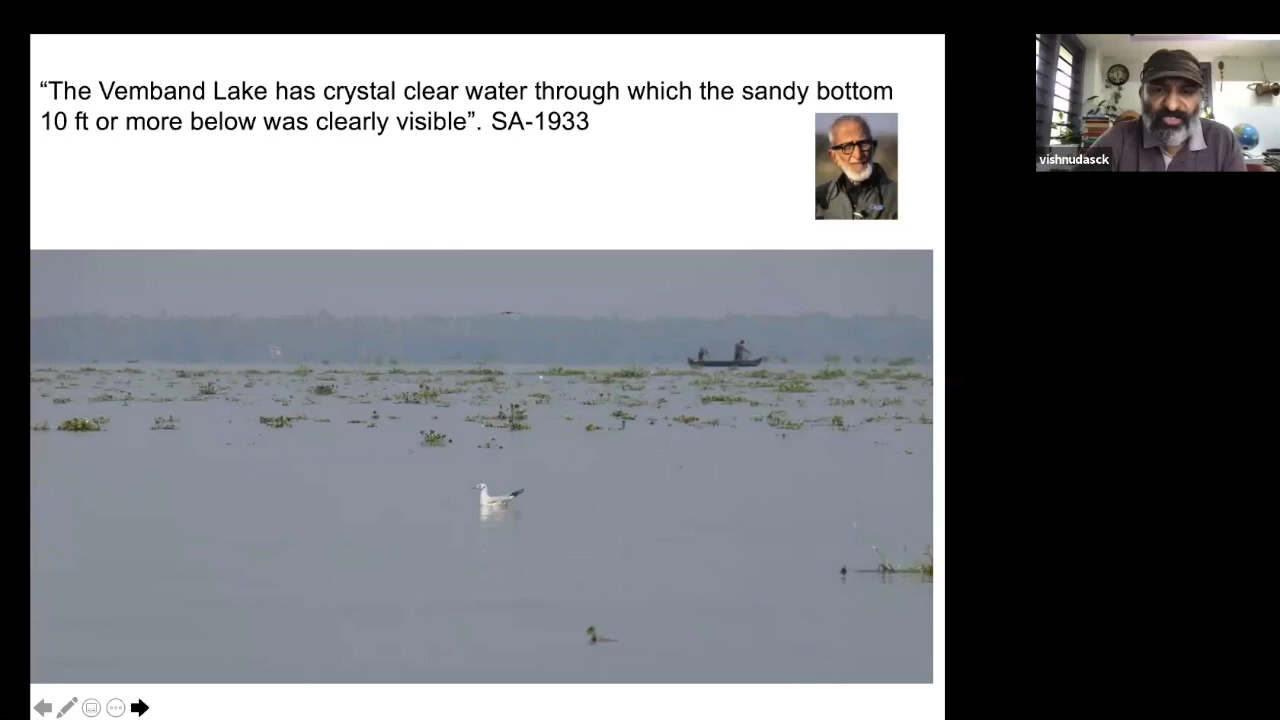 “The Vemband Lake has crystal clear water through which the sandy bottom
10 ft or more below was clearly visible”. SA-1933
vishnudasck